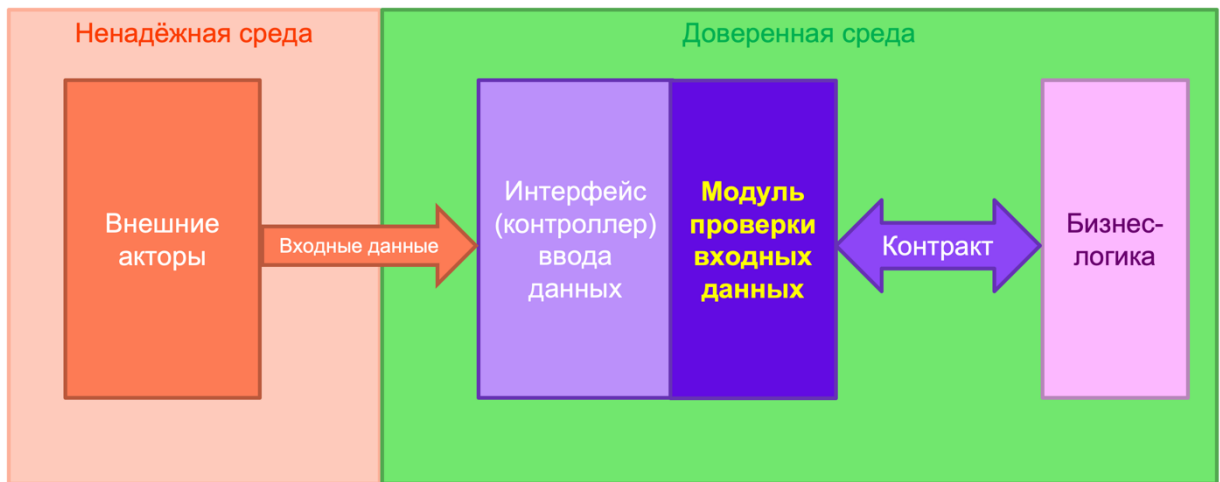 Ненадёжная среда
Доверенная среда
Внешние
акторы
Входные данные
Интерфейс
(контроллер)
ввода
данных
Модуль
проверки
входных
данных
Контракт
Бизнес-
логика